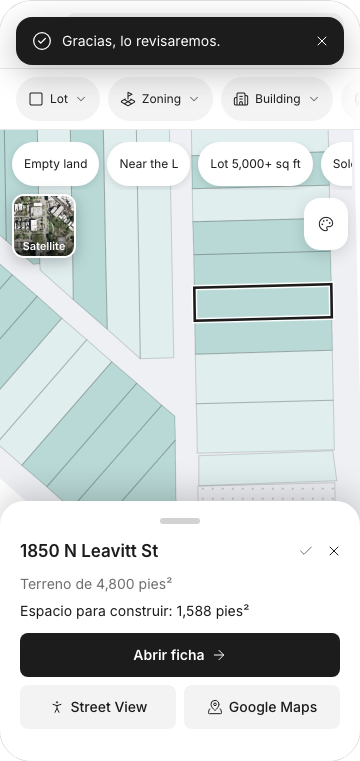 Gracias, lo revisaremos.
Lot
Zoning
Building
Empty land
Near the L
Lot 5,000+ sq ft
Satellite
1850 N Leavitt St
Terreno de 4,800 pies²
Espacio para construir: 1,588 pies²
Abrir ficha →
Street View
Google Maps